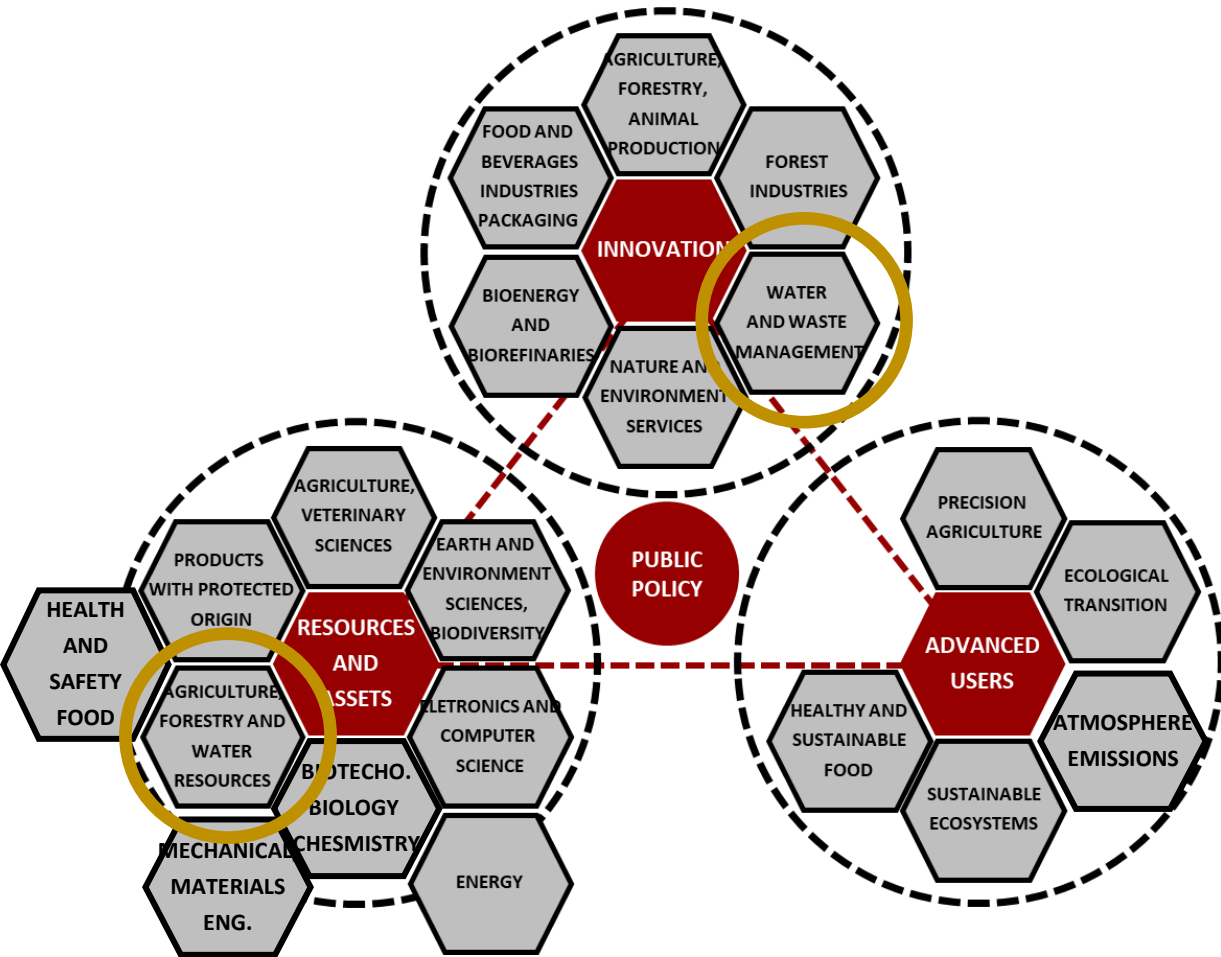 AGRICULTURE,
FORESTRY,
ANIMAL
PRODUCTION
FOOD AND
BEVERAGES
INDUSTRIES
PACKAGING
FOREST
INDUSTRIES
INNOVATION
BIOENERGY
AND
BIOREFINARIES
WATER
AND WASTE
MANAGEMENT
NATURE AND
ENVIRONMENT
SERVICES
PUBLIC
POLICY
AGRICULTURE,
VETERINARY
SCIENCES
PRODUCTS
WITH PROTECTED
ORIGIN
EARTH AND
ENVIRONMENT
SCIENCES,
BIODIVERSITY
HEALTH
AND
SAFETY
FOOD
RESOURCES
AND
ASSETS
AGRICULTURE,
FORESTRY AND
WATER
RESOURCES
ELETRONICS AND
COMPUTER
SCIENCE
BIOTECHO.
BIOLOGY
CHESMISTRY
MECHANICAL
MATERIALS
ENG.
ENERGY
PRECISION
AGRICULTURE
ECOLOGICAL
TRANSITION
ADVANCED
USERS
HEALTHY AND
SUSTAINABLE
FOOD
ATMOSPHERE
EMISSIONS
SUSTAINABLE
ECOSYSTEMS